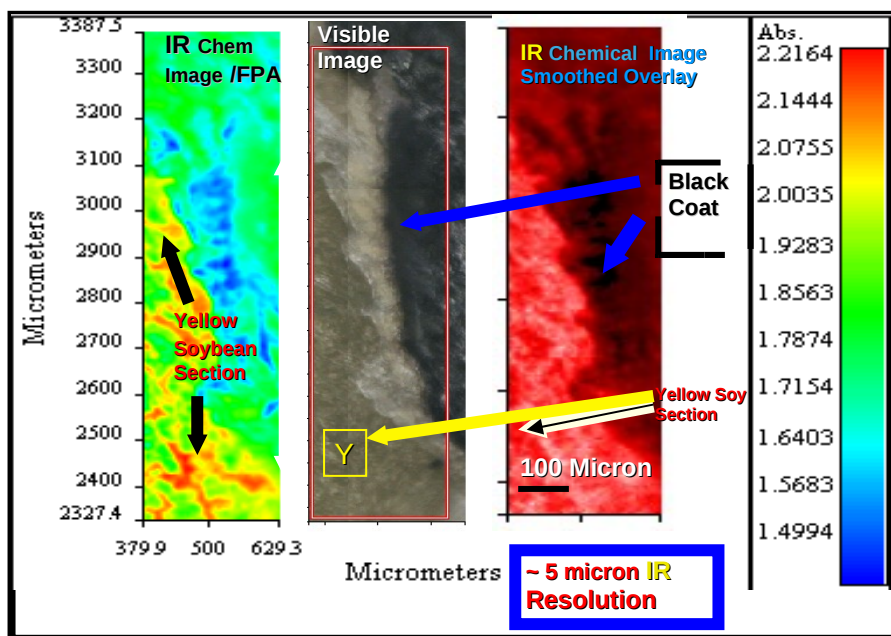 3387.5
3300
3200
3100
3000
2900
2800
2700
2600
2500
2400
2327.4
Micrometers
379.9 500 629.3
Micrometers
IR Chem
Image /FPA
Yellow
Soybean
Section
Visible
Image
Y
IR Chemical Image
Smoothed Overlay
Black
Coat
Yellow Soy
Section
100 Micron
~ 5 micron IR
Resolution
Abs.
2.2164
2.1444
2.0755
2.0035
1.9283
1.8563
1.7874
1.7154
1.6403
1.5683
1.4994